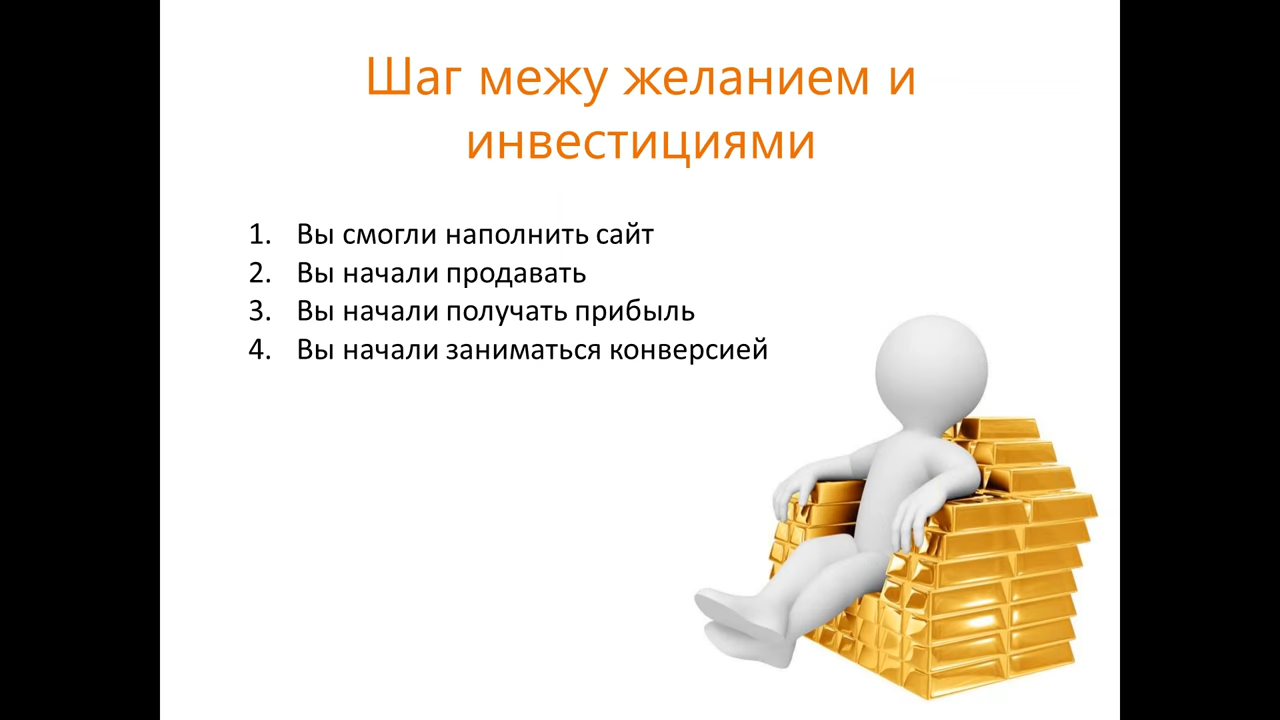 Шаг межу желанием и
инвестициями
1. Вы смогли наполнить сайт
2. Вы начали продавать
3. Вы начали получать прибыль
4. Вы начали заниматься конверсией